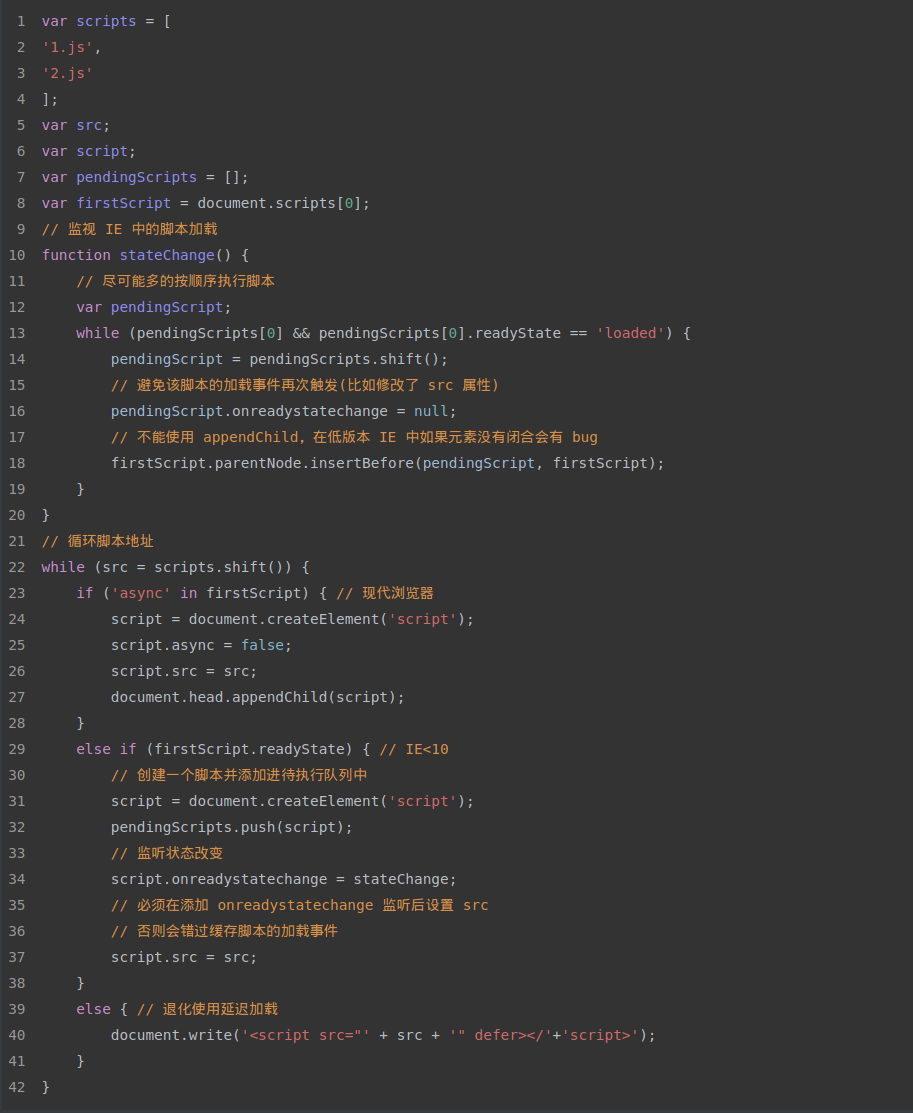 1 var scripts = [
2 '1.js',
3 '2.js'
4 ];
5 var src;
6 var script;
7 var pendingScripts = [];
8 var firstScript = document.scripts[0];
9 // 监视 IE 中的脚本加载
10 function stateChange() {
11     // 尽可能多的按顺序执行脚本
12     var pendingScript;
13     while (pendingScripts[0] && pendingScripts[0].readyState == 'loaded') {
14         pendingScript = pendingScripts.shift();
15         // 避免该脚本的加载事件再次触发(比如修改了 src 属性)
16         pendingScript.onreadystatechange = null;
17         // 不能使用 appendChild, 在低版本 IE 中如果元素没有闭合会有 bug
18         firstScript.parentNode.insertBefore(pendingScript, firstScript);
19     }
20 }
21 // 循环脚本地址
22 while (src = scripts.shift()) {
23     if ('async' in firstScript) { // 现代浏览器
24         script = document.createElement('script');
25         script.async = false;
26         script.src = src;
27         document.head.appendChild(script);
28     }
29     else if (firstScript.readyState) { // IE<10
30         // 创建一个脚本并添加进待执行队列中
31         script = document.createElement('script');
32         pendingScripts.push(script);
33         // 监听状态改变
34         script.onreadystatechange = stateChange;
35         // 必须在添加 onreadystatechange 监听后设置 src
36         // 否则会错过缓存脚本的加载事件
37         script.src = src;
38     }
39     else { // 退化使用延迟加载
40         document.write('<script src="' + src + '" defer></'+'script>');
41     }
42 }